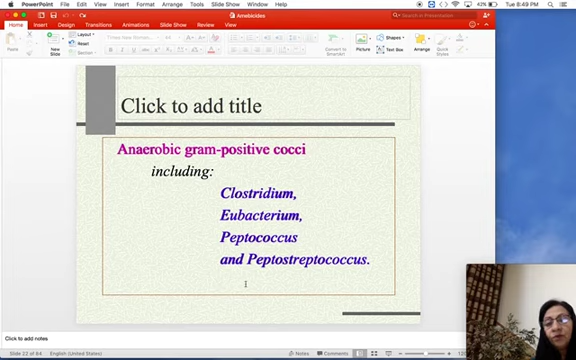 PowerPoint File Edit View Insert Format Arrange Tools Slide Show Window Help
42% Tue 8:49 PM
Amebicides
Search in Presentation
Home Insert Design Transitions Animations Slide Show Review View
Paste
New Slide
Layout
Reset
Section
Convert to SmartArt
Picture
Shapes
Text Box
Arrange
Quick Styles
Click to add title
Anaerobic gram-positive cocci
including:
Clostridium,
Eubacterium,
Peptococcus
and Peptostreptococcus.
Click to add notes
Slide 22 of 84 English (United States)
Notes Comments